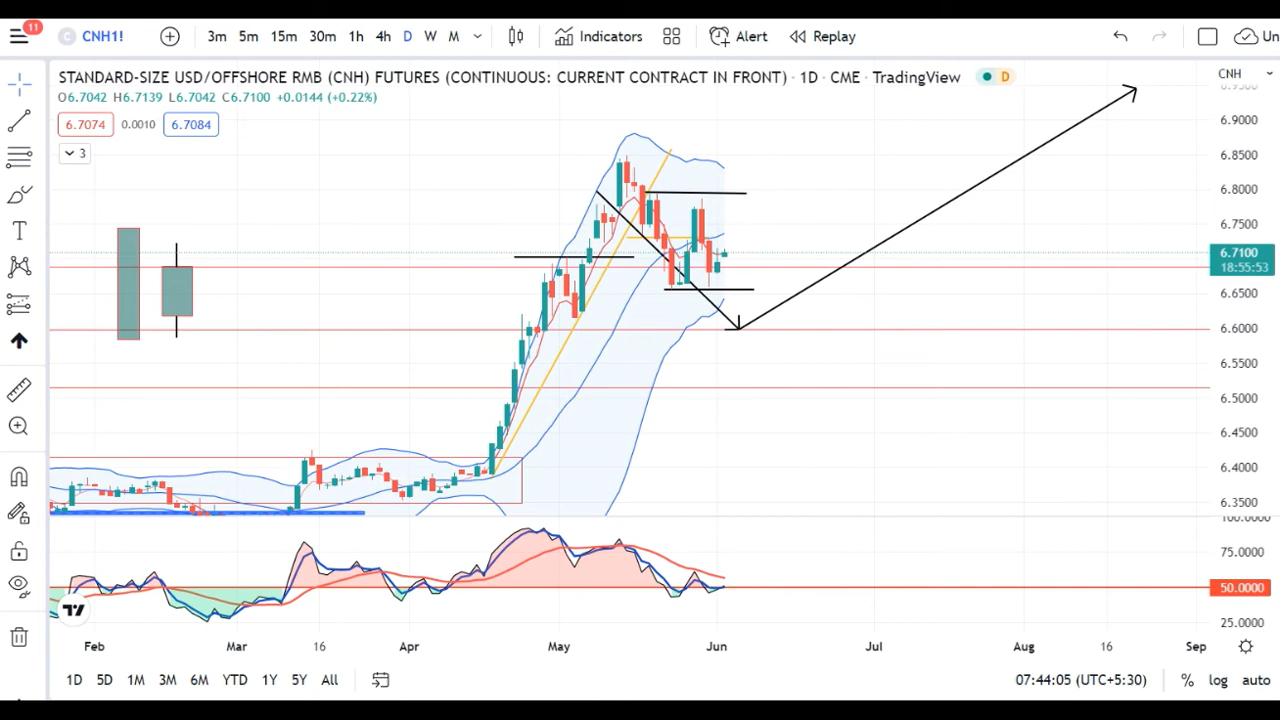 11
C CNH1! 3m 5m 15m 30m 1h 4h D W M Indicators Alert Replay Un
STANDARD-SIZE USD/OFFSHORE RMB (CNH) FUTURES (CONTINUOUS: CURRENT CONTRACT IN FRONT) · 1D · CME · TradingView D
O6.7042 H6.7139 L6.7042 C6.7100 +0.0144 (+0.22%)
6.7074 0.0010 6.7084
3
CNH
6.9500
6.9000
6.8500
6.8000
6.7500
6.7100
18:55:53
6.6500
6.6000
6.5500
6.5000
6.4500
6.4000
6.3500
100.0000
75.0000
50.0000
25.0000
Feb Mar 16 Apr May Jun Jul Aug 16 Sep
1D 5D 1M 3M 6M YTD 1Y 5Y All 07:44:05 (UTC+5:30) % log auto